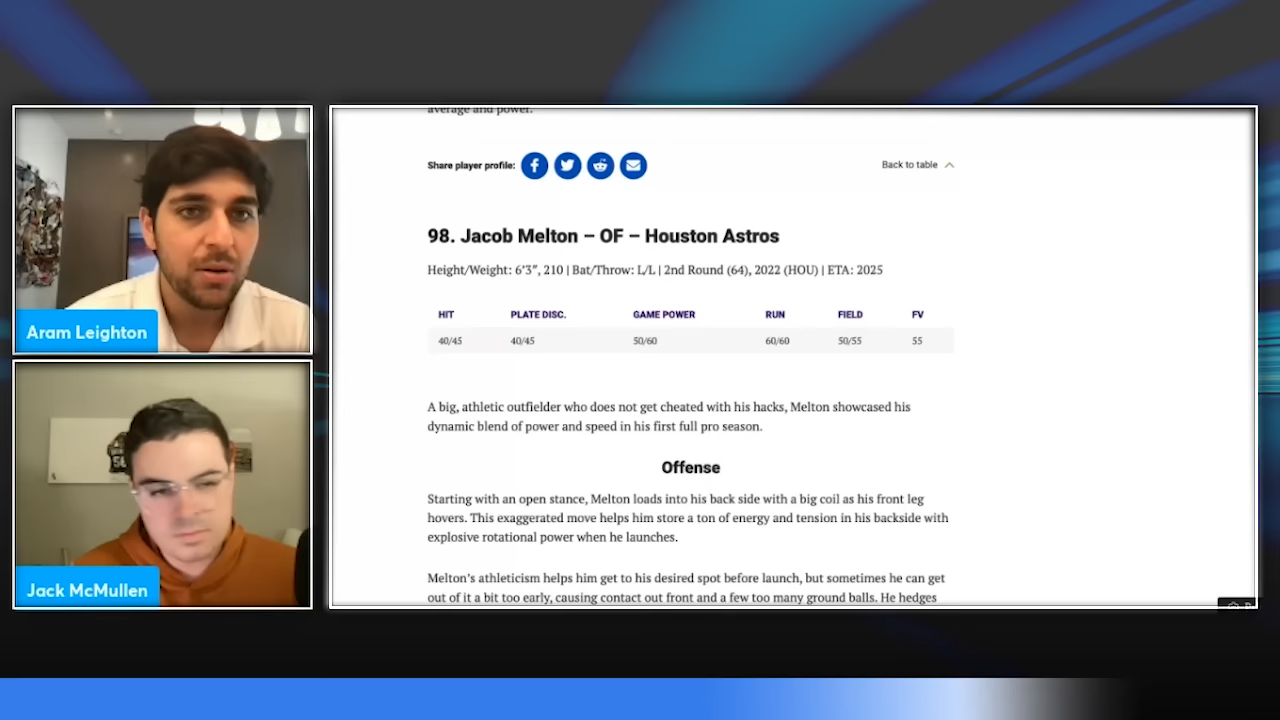 average and power.
Share player profile:
Back to table
98. Jacob Melton – OF – Houston Astros
Height/Weight: 6’3″, 210 | Bat/Throw: L/L | 2nd Round (64), 2022 (HOU) | ETA: 2025
HIT PLATE DISC. GAME POWER RUN FIELD FV
40/45 40/45 50/60 60/60 50/55 55
A big, athletic outfielder who does not get cheated with his hacks, Melton showcased his
dynamic blend of power and speed in his first full pro season.
Offense
Starting with an open stance, Melton loads into his back side with a big coil as his front leg
hovers. This exaggerated move helps him store a ton of energy and tension in his backside with
explosive rotational power when he launches.
Melton’s athleticism helps him get to his desired spot before launch, but sometimes he can get
out of it a bit too early, causing contact out front and a few too many ground balls. He hedges
Aram Leighton
Jack McMullen